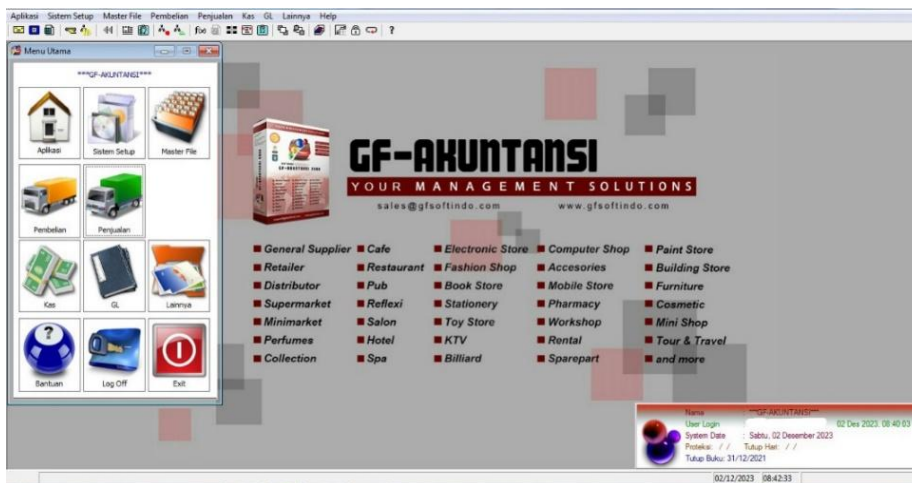 Aplikasi Sistem Setup Master File Pembelian Penjualan Kas GL Lainnya Help
Menu Utama
***GF-AKUNTANSI***
Aplikasi Sistem Setup Master File
Pembelian Penjualan
Kas GL Lainnya
Bantuan Log Off Exit
GF-AKUNTANSI
YOUR MANAGEMENT SOLUTIONS
sales@gfsoftindo.com www.gfsoftindo.com
General Supplier Cafe Electronic Store Computer Shop Paint Store
Retailer Restaurant Fashion Shop Accesories Building Store
Distributor Pub Book Store Mobile Store Furniture
Supermarket Reflexi Stationery Pharmacy Cosmetic
Minimarket Salon Toy Store Workshop Mini Shop
Perfumes Hotel KTV Rental Tour & Travel
Collection Spa Billiard Sparepart and more
Name : ***GF-AKUNTANSI***
User Login 02 Des 2023, 08:40:03
System Date : Sabtu, 02 Desember 2023
Proteksi: / / Tutup Hari: / /
Tutup Buku: 31/12/2021
02/12/2023 08:42:33